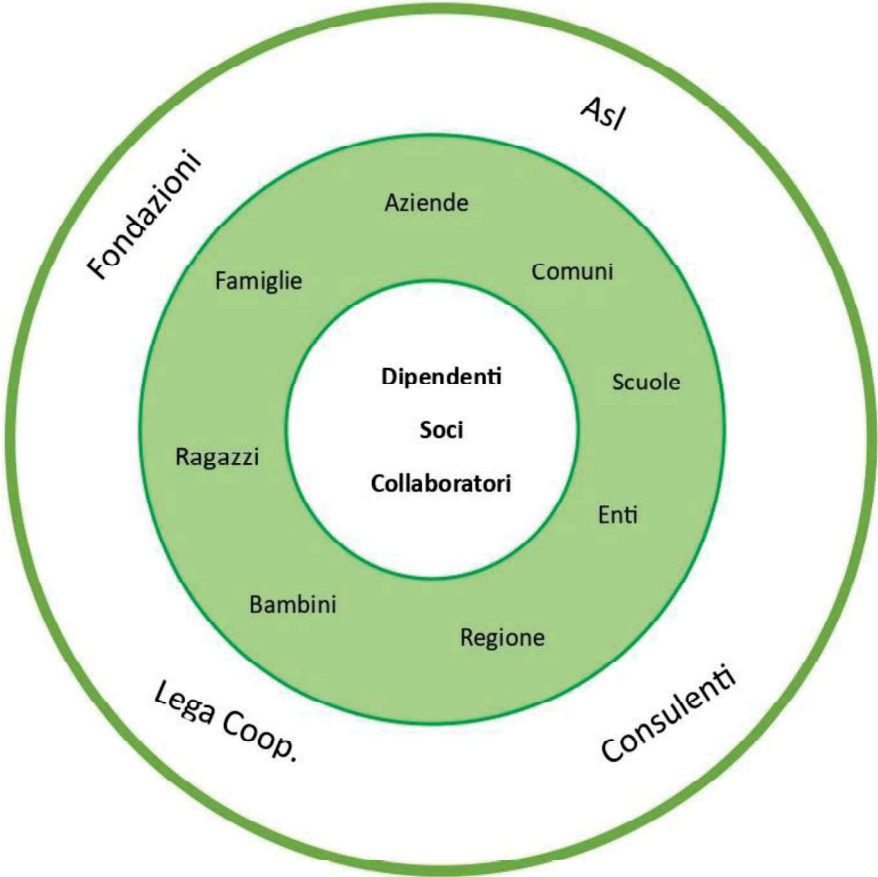 Asl
Fondazioni
Aziende
Comuni
Famiglie
Dipendenti
Scuole
Soci
Ragazzi
Collaboratori
Enti
Bambini
Regione
Lega Coop.
Consulenti